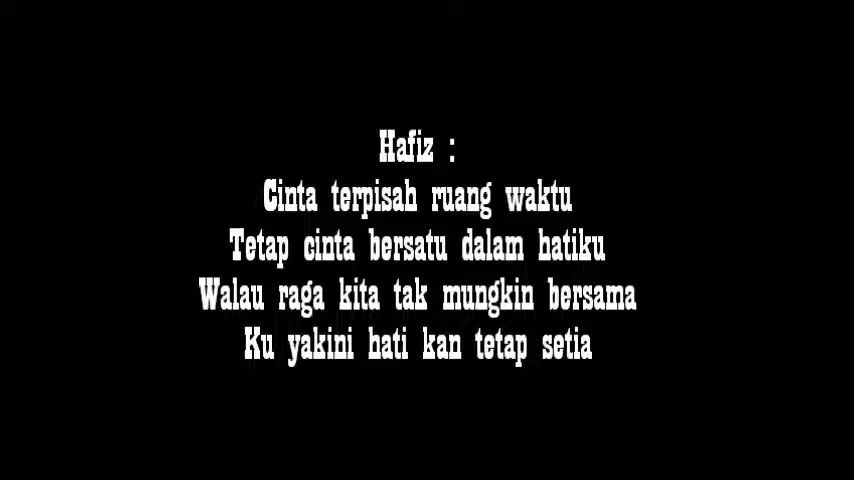 Hafiz :
Cinta terpisah ruang waktu
Tetap cinta bersatu dalam hatiku
Walau raga kita tak mungkin bersama
Ku yakini hati kan tetap setia